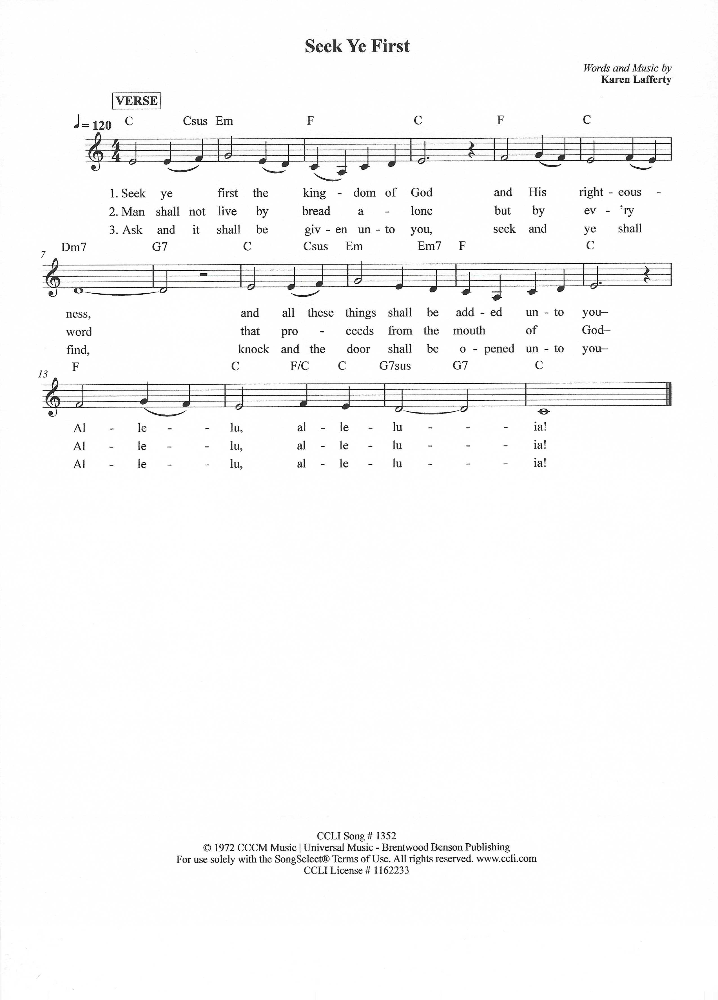 Seek Ye First
Words and Music by
Karen Lafferty
VERSE
= 120 C Csus Em F C F C
1. Seek ye first the king - dom of God and His right - eous -
2. Man shall not live by bread a - lone but by ev - 'ry
3. Ask and it shall be giv - en un - to you, seek and ye shall
Dm7 G7 C Csus Em Em7 F C
7
ness, and all these things shall be add - ed un - to you–
word that pro - ceeds from the mouth of God–
find, knock and the door shall be o - pened un - to you–
F C F/C C G7sus G7 C
13
Al - le - - lu, al - le - lu - - - ia!
Al - le - - lu, al - le - lu - - - ia!
Al - le - - lu, al - le - lu - - - ia!
CCLI Song # 1352
© 1972 CCCM Music | Universal Music - Brentwood Benson Publishing
For use solely with the SongSelect® Terms of Use. All rights reserved. www.ccli.com
CCLI License # 1162233